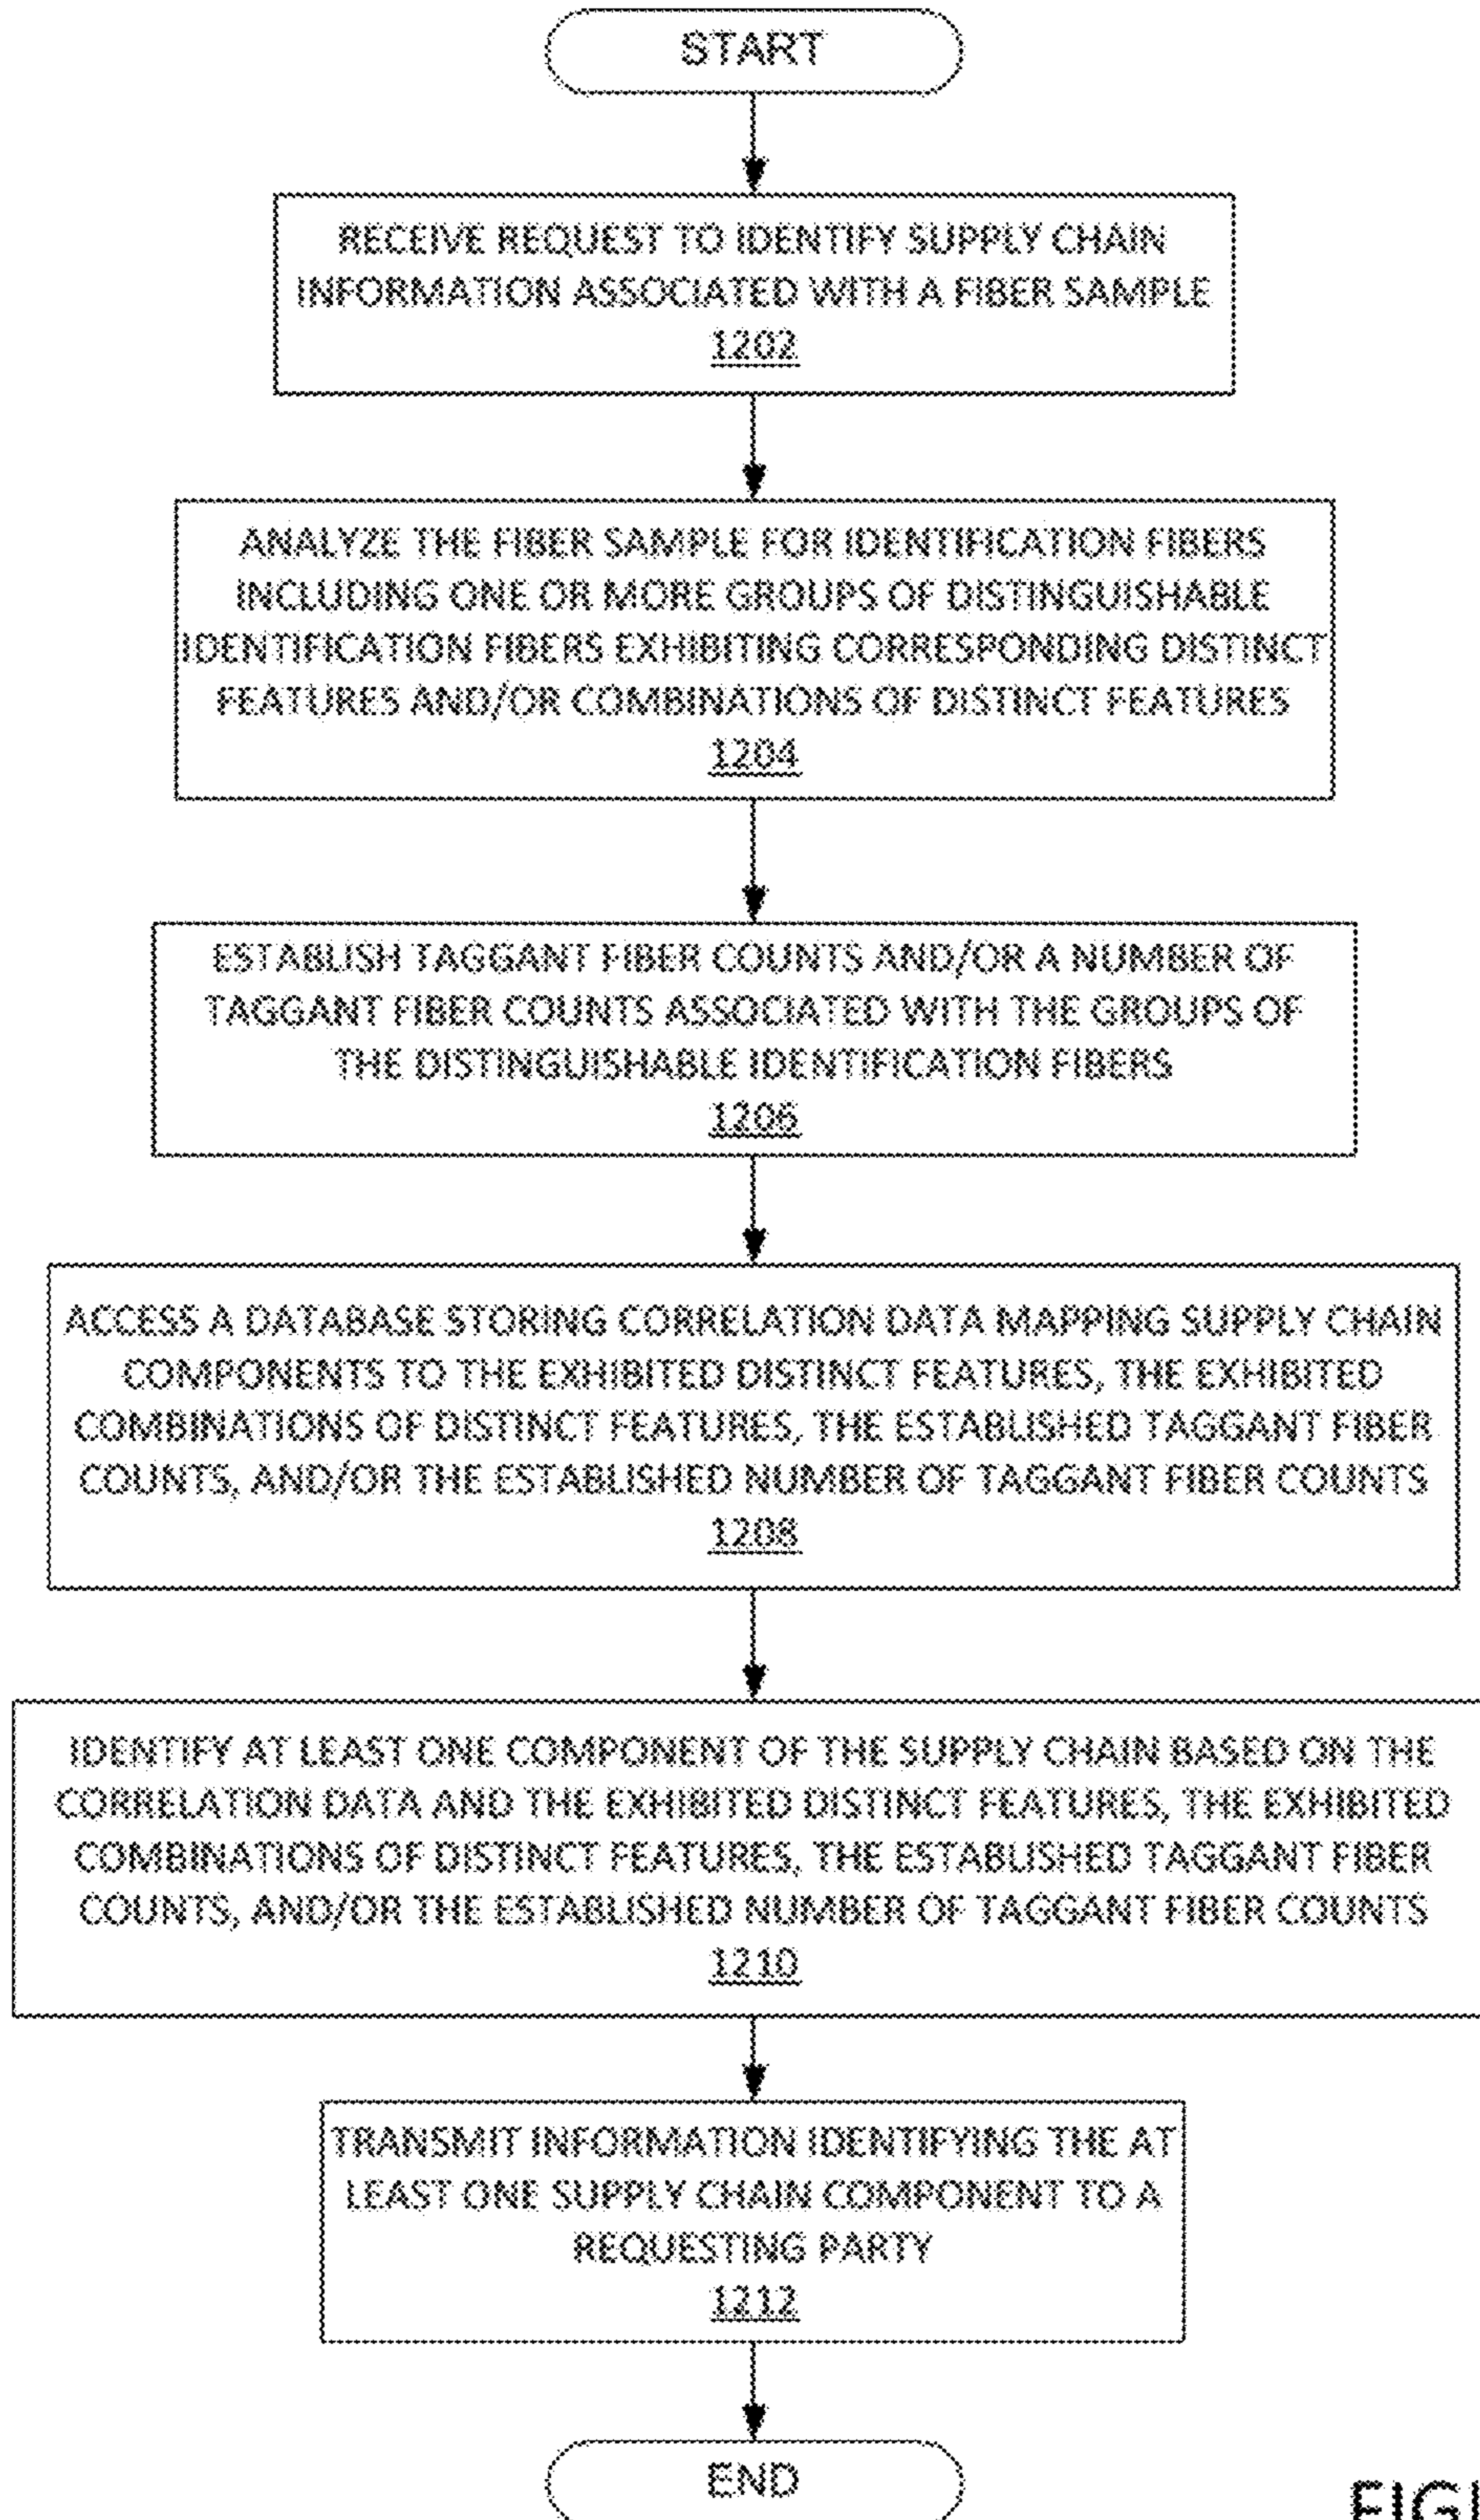 START
RECEIVE REQUEST TO IDENTIFY SUPPLY CHAIN
INFORMATION ASSOCIATED WITH A FIBER SAMPLE
1202
ANALYZE THE FIBER SAMPLE FOR IDENTIFICATION FIBERS
INCLUDING ONE OR MORE GROUPS OF DISTINGUISHABLE
IDENTIFICATION FIBERS EXHIBITING CORRESPONDING DISTINCT
FEATURES AND/OR COMBINATIONS OF DISTINCT FEATURES
1204
ESTABLISH TAGGANT FIBER COUNTS AND/OR A NUMBER OF
TAGGANT FIBER COUNTS ASSOCIATED WITH THE GROUPS OF
THE DISTINGUISHABLE IDENTIFICATION FIBERS
1206
ACCESS A DATABASE STORING CORRELATION DATA MAPPING SUPPLY CHAIN
COMPONENTS TO THE EXHIBITED DISTINCT FEATURES, THE EXHIBITED
COMBINATIONS OF DISTINCT FEATURES, THE ESTABLISHED TAGGANT FIBER
COUNTS, AND/OR THE ESTABLISHED NUMBER OF TAGGANT FIBER COUNTS
1208
IDENTIFY AT LEAST ONE COMPONENT OF THE SUPPLY CHAIN BASED ON THE
CORRELATION DATA AND THE EXHIBITED DISTINCT FEATURES, THE EXHIBITED
COMBINATIONS OF DISTINCT FEATURES, THE ESTABLISHED TAGGANT FIBER
COUNTS, AND/OR THE ESTABLISHED NUMBER OF TAGGANT FIBER COUNTS
1210
TRANSMIT INFORMATION IDENTIFYING THE AT
LEAST ONE SUPPLY CHAIN COMPONENT TO A
REQUESTING PARTY
1212
END